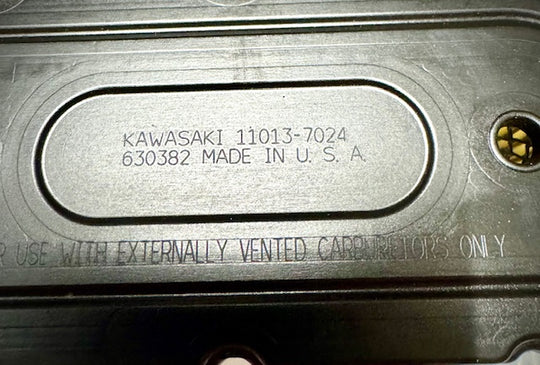 KAWASAKI 11013-7024
630382 MADE IN U. S. A.
USE WITH EXTERNALLY VENTED CARBURETORS ONLY